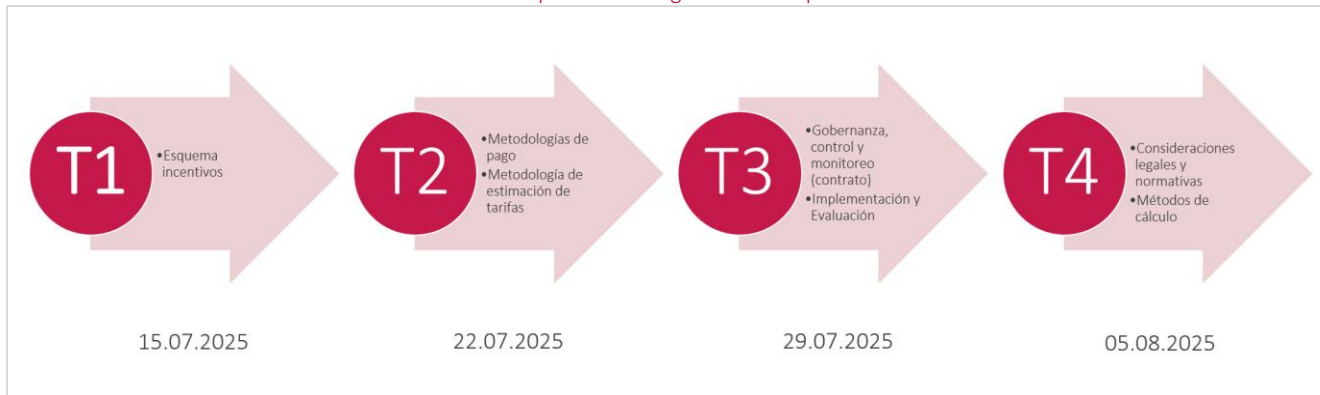 T1
•Esquema
incentivos
T2
•Metodologías de
pago
•Metodología de
estimación de
tarifas
T3
•Gobernanza,
control y
monitoreo
(contrato)
•Implementación y
Evaluación
T4
•Consideraciones
legales y
normativas
•Métodos de
cálculo
15.07.2025
22.07.2025
29.07.2025
05.08.2025